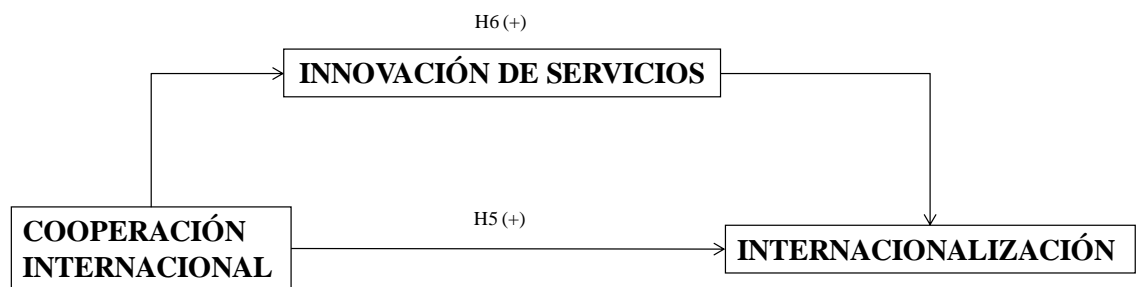 H6 (+)
INNOVACIÓN DE SERVICIOS
H5 (+)
COOPERACIÓN
INTERNACIONAL
INTERNACIONALIZACIÓN